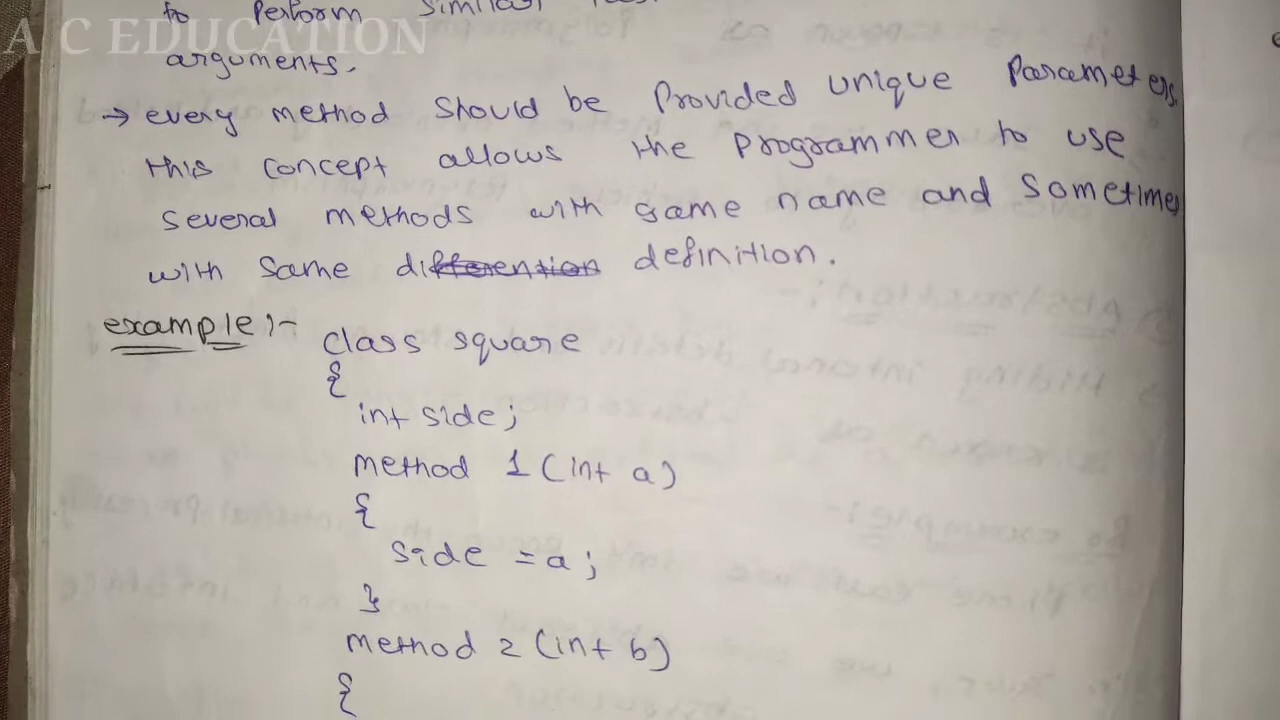 to perform similar
A C EDUCATION
arguments.
→ every method should be provided unique parameters.
this concept allows the programmer to use
several methods with same name and sometimes
with same definition.
example:-
class square
{
int side;
method 1 (int a)
{
side = a;
}
method 2 (int b)
{